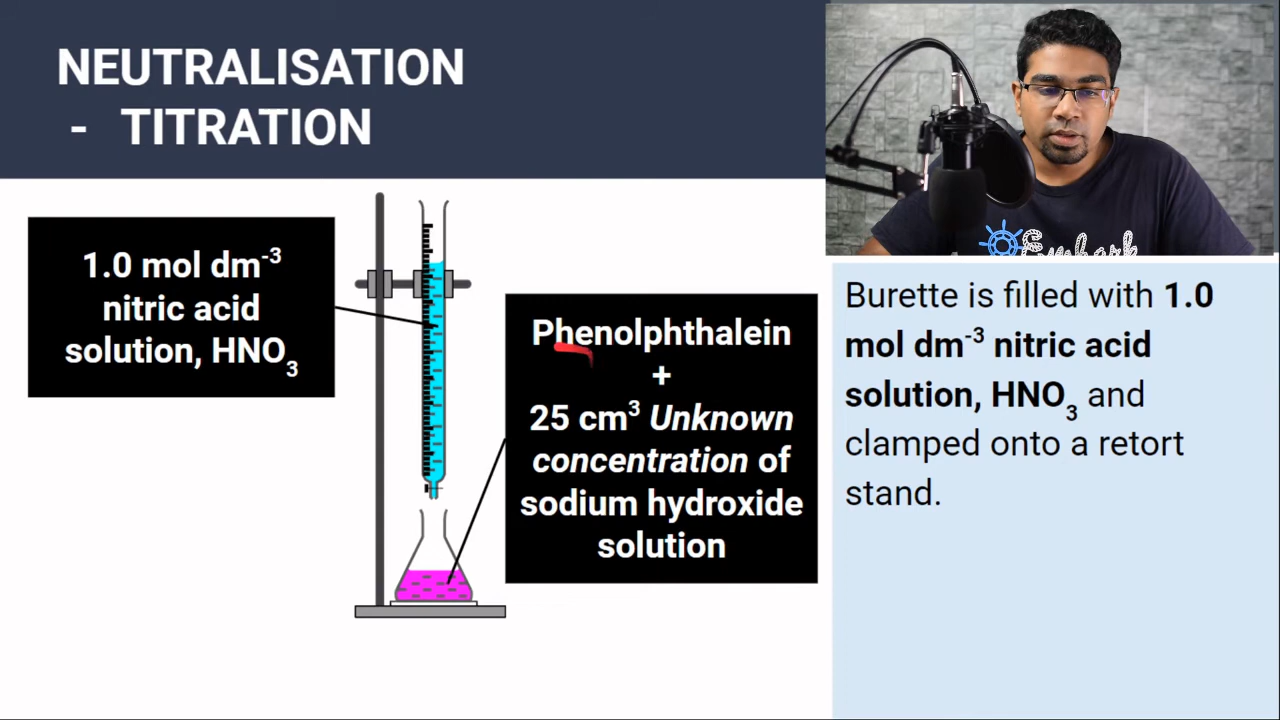 NEUTRALISATION
- TITRATION
1.0 mol dm⁻³
nitric acid
solution, HNO₃
Phenolphthalein
+
25 cm³ Unknown
concentration of
sodium hydroxide
solution
Burette is filled with 1.0
mol dm⁻³ nitric acid
solution, HNO₃ and
clamped onto a retort
stand.